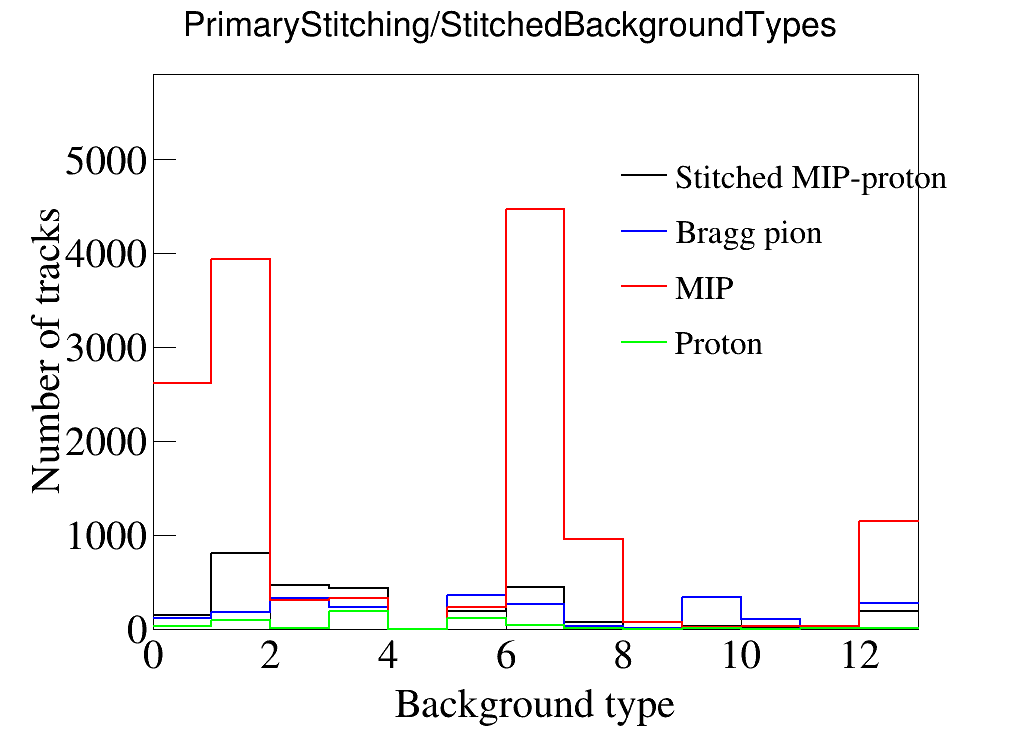 PrimaryStitching/StitchedBackgroundTypes
5000
4000
3000
2000
1000
0
Number of tracks
Stitched MIP-proton
Bragg pion
MIP
Proton
0 2 4 6 8 10 12
Background type